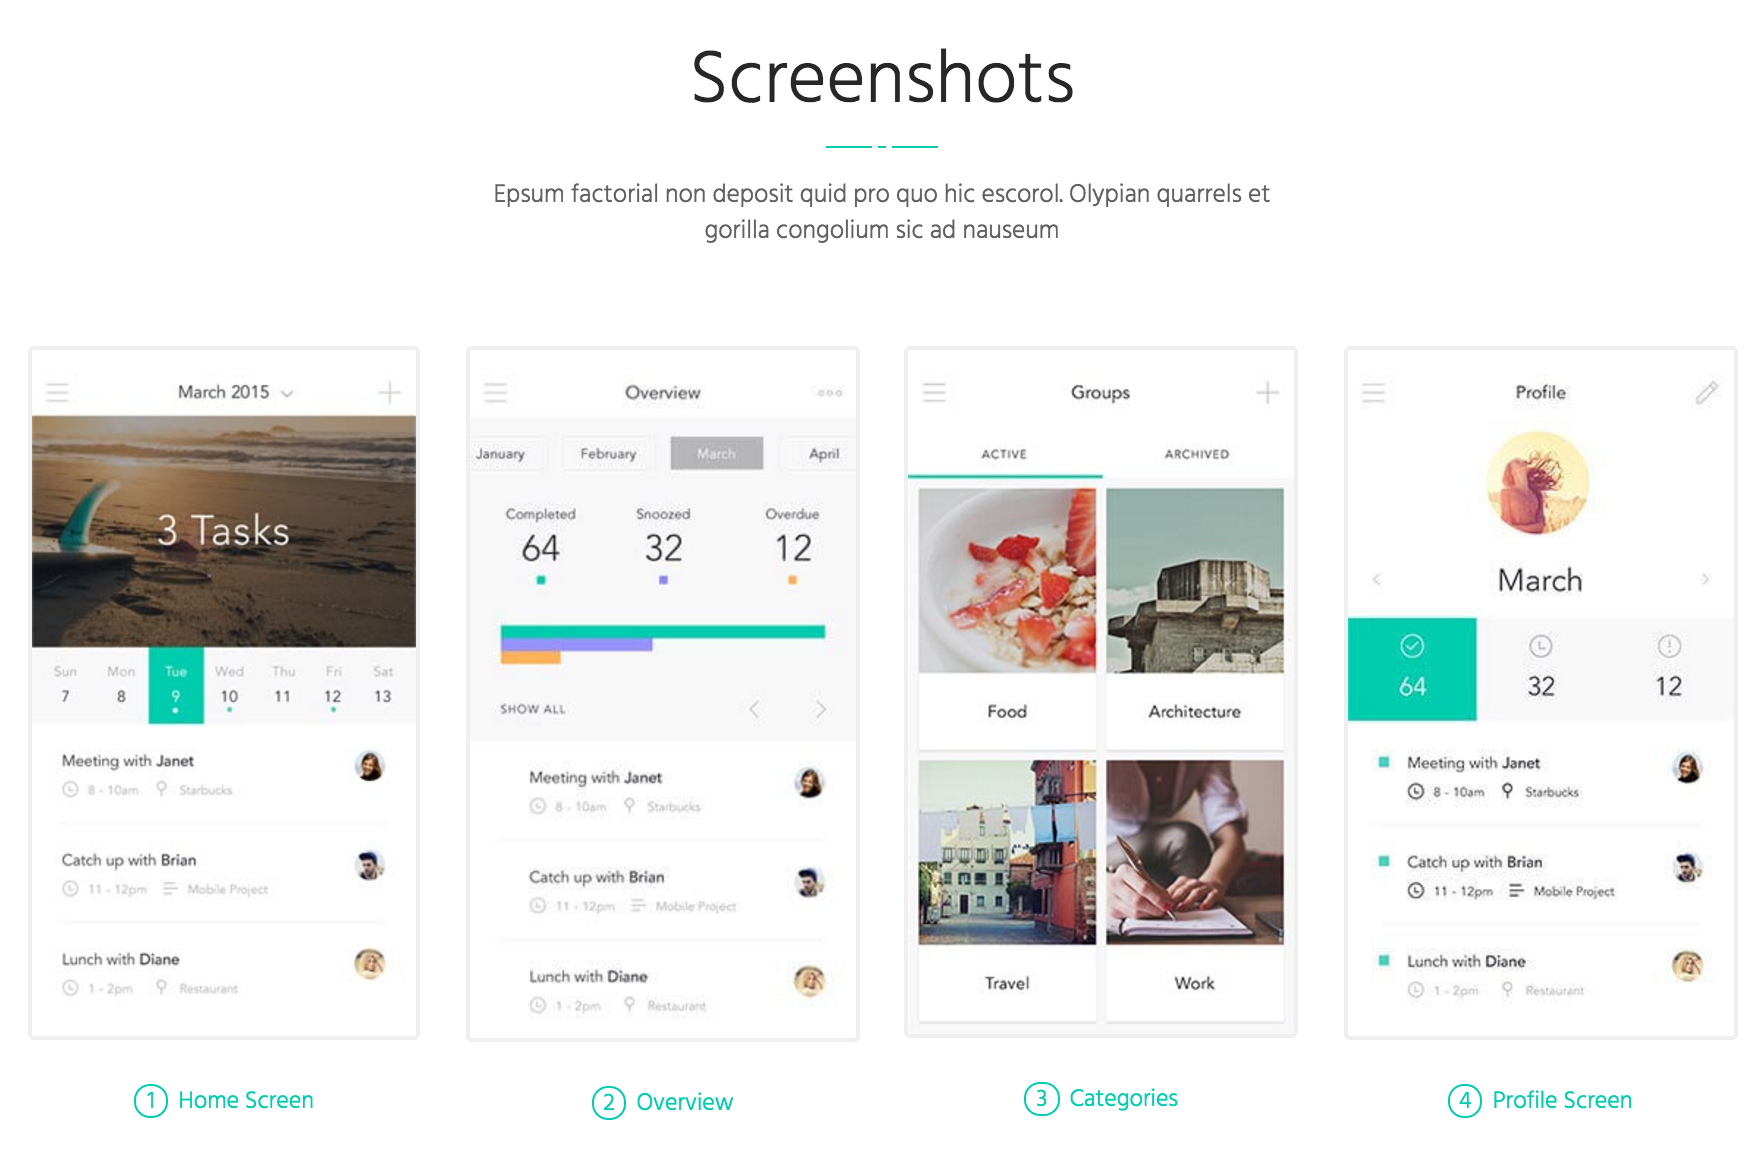 Screenshots
Epsum factorial non deposit quid pro quo hic escorol. Olypian quarrels et
gorilla congolium sic ad nauseum
March 2015
3 Tasks
Sun Mon Tue Wed Thu Fri Sat
7 8 9 10 11 12 13
Meeting with Janet
8 - 10am Starbucks
Catch up with Brian
11 - 12pm Mobile Project
Lunch with Diane
1 - 2pm Restaurant
1 Home Screen
Overview
January February March April
Completed Snoozed Overdue
64 32 12
SHOW ALL
Meeting with Janet
8 - 10am Starbucks
Catch up with Brian
11 - 12pm Mobile Project
Lunch with Diane
1 - 2pm Restaurant
2 Overview
Groups
ACTIVE ARCHIVED
Food Architecture
Travel Work
3 Categories
Profile
March
64 32 12
Meeting with Janet
8 - 10am Starbucks
Catch up with Brian
11 - 12pm Mobile Project
Lunch with Diane
1 - 2pm Restaurant
4 Profile Screen